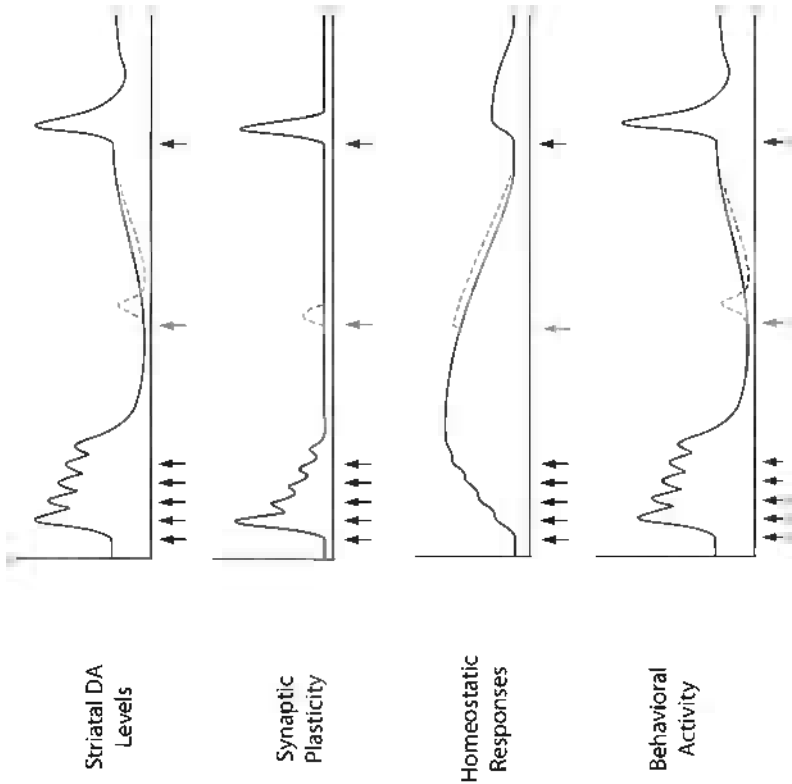 Striatal DA
Levels
Synaptic
Plasticity
Homeostatic
Responses
Behavioral
Activity